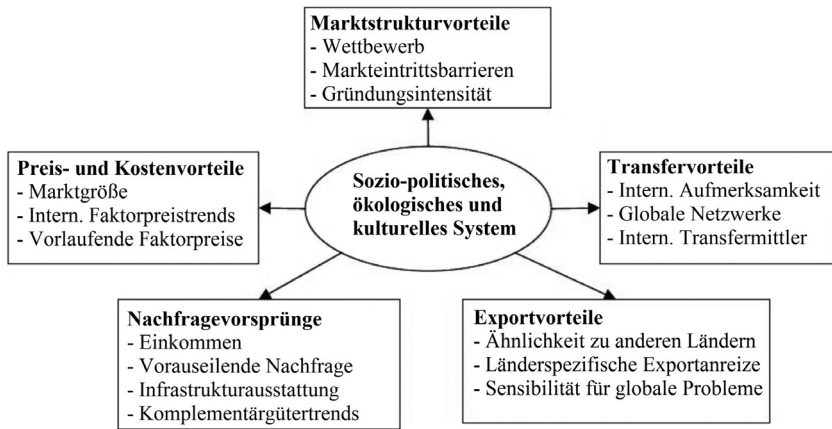 Marktstrukturvorteile
- Wettbewerb
- Markteintrittsbarrieren
- Gründungsintensität
Preis- und Kostenvorteile
- Marktgröße
- Intern. Faktorpreistrends
- Vorlaufende Faktorpreise
Sozio-politisches,
ökologisches und
kulturelles System
Transfervorteile
- Intern. Aufmerksamkeit
- Globale Netzwerke
- Intern. Transfermittler
Nachfragevorsprünge
- Einkommen
- Vorauseilende Nachfrage
- Infrastrukturausstattung
- Komplementärgütertrends
Exportvorteile
- Ähnlichkeit zu anderen Ländern
- Länderspezifische Exportanreize
- Sensibilität für globale Probleme